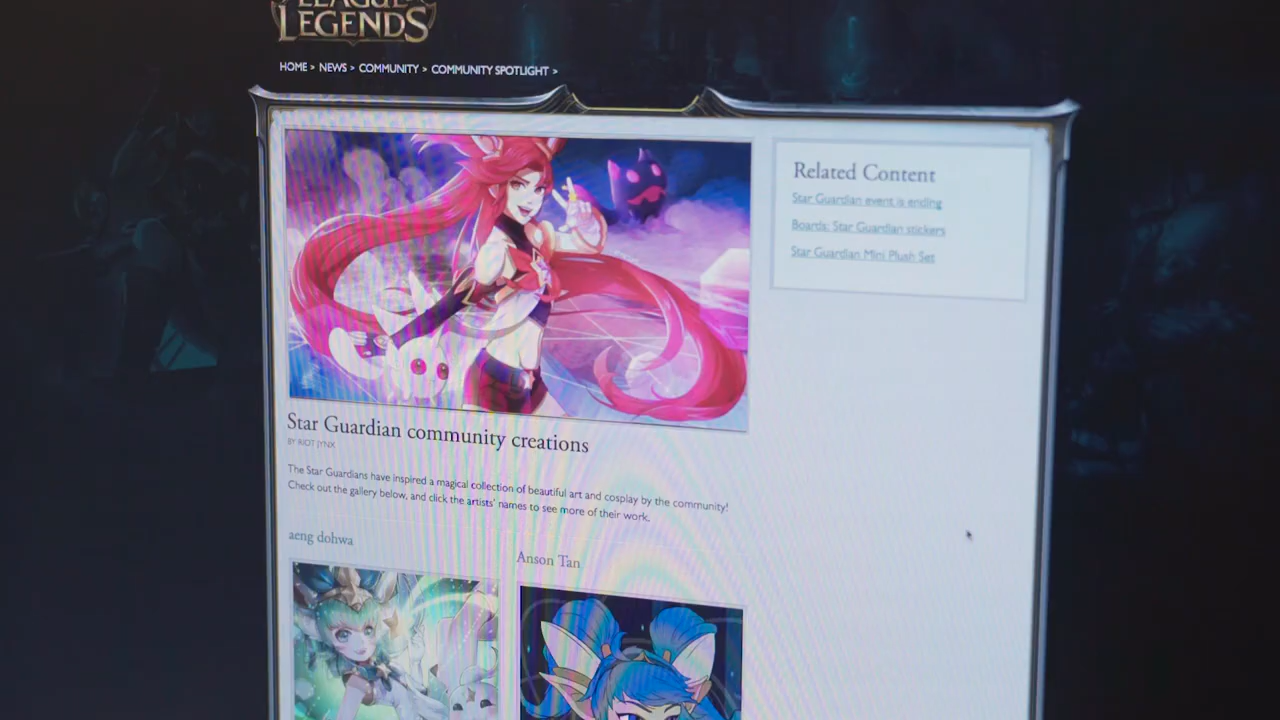 LEAGUE OF
LEGENDS
HOME > NEWS > COMMUNITY > COMMUNITY SPOTLIGHT >
Related Content
Star Guardian event is ending
Boards: Star Guardian stickers
Star Guardian Mini Plush Set
Star Guardian community creations
BY RIOT JYNX
The Star Guardians have inspired a magical collection of beautiful art and cosplay by the community!
Check out the gallery below, and click the artists' names to see more of their work.
aeng dohwa
Anson Tan